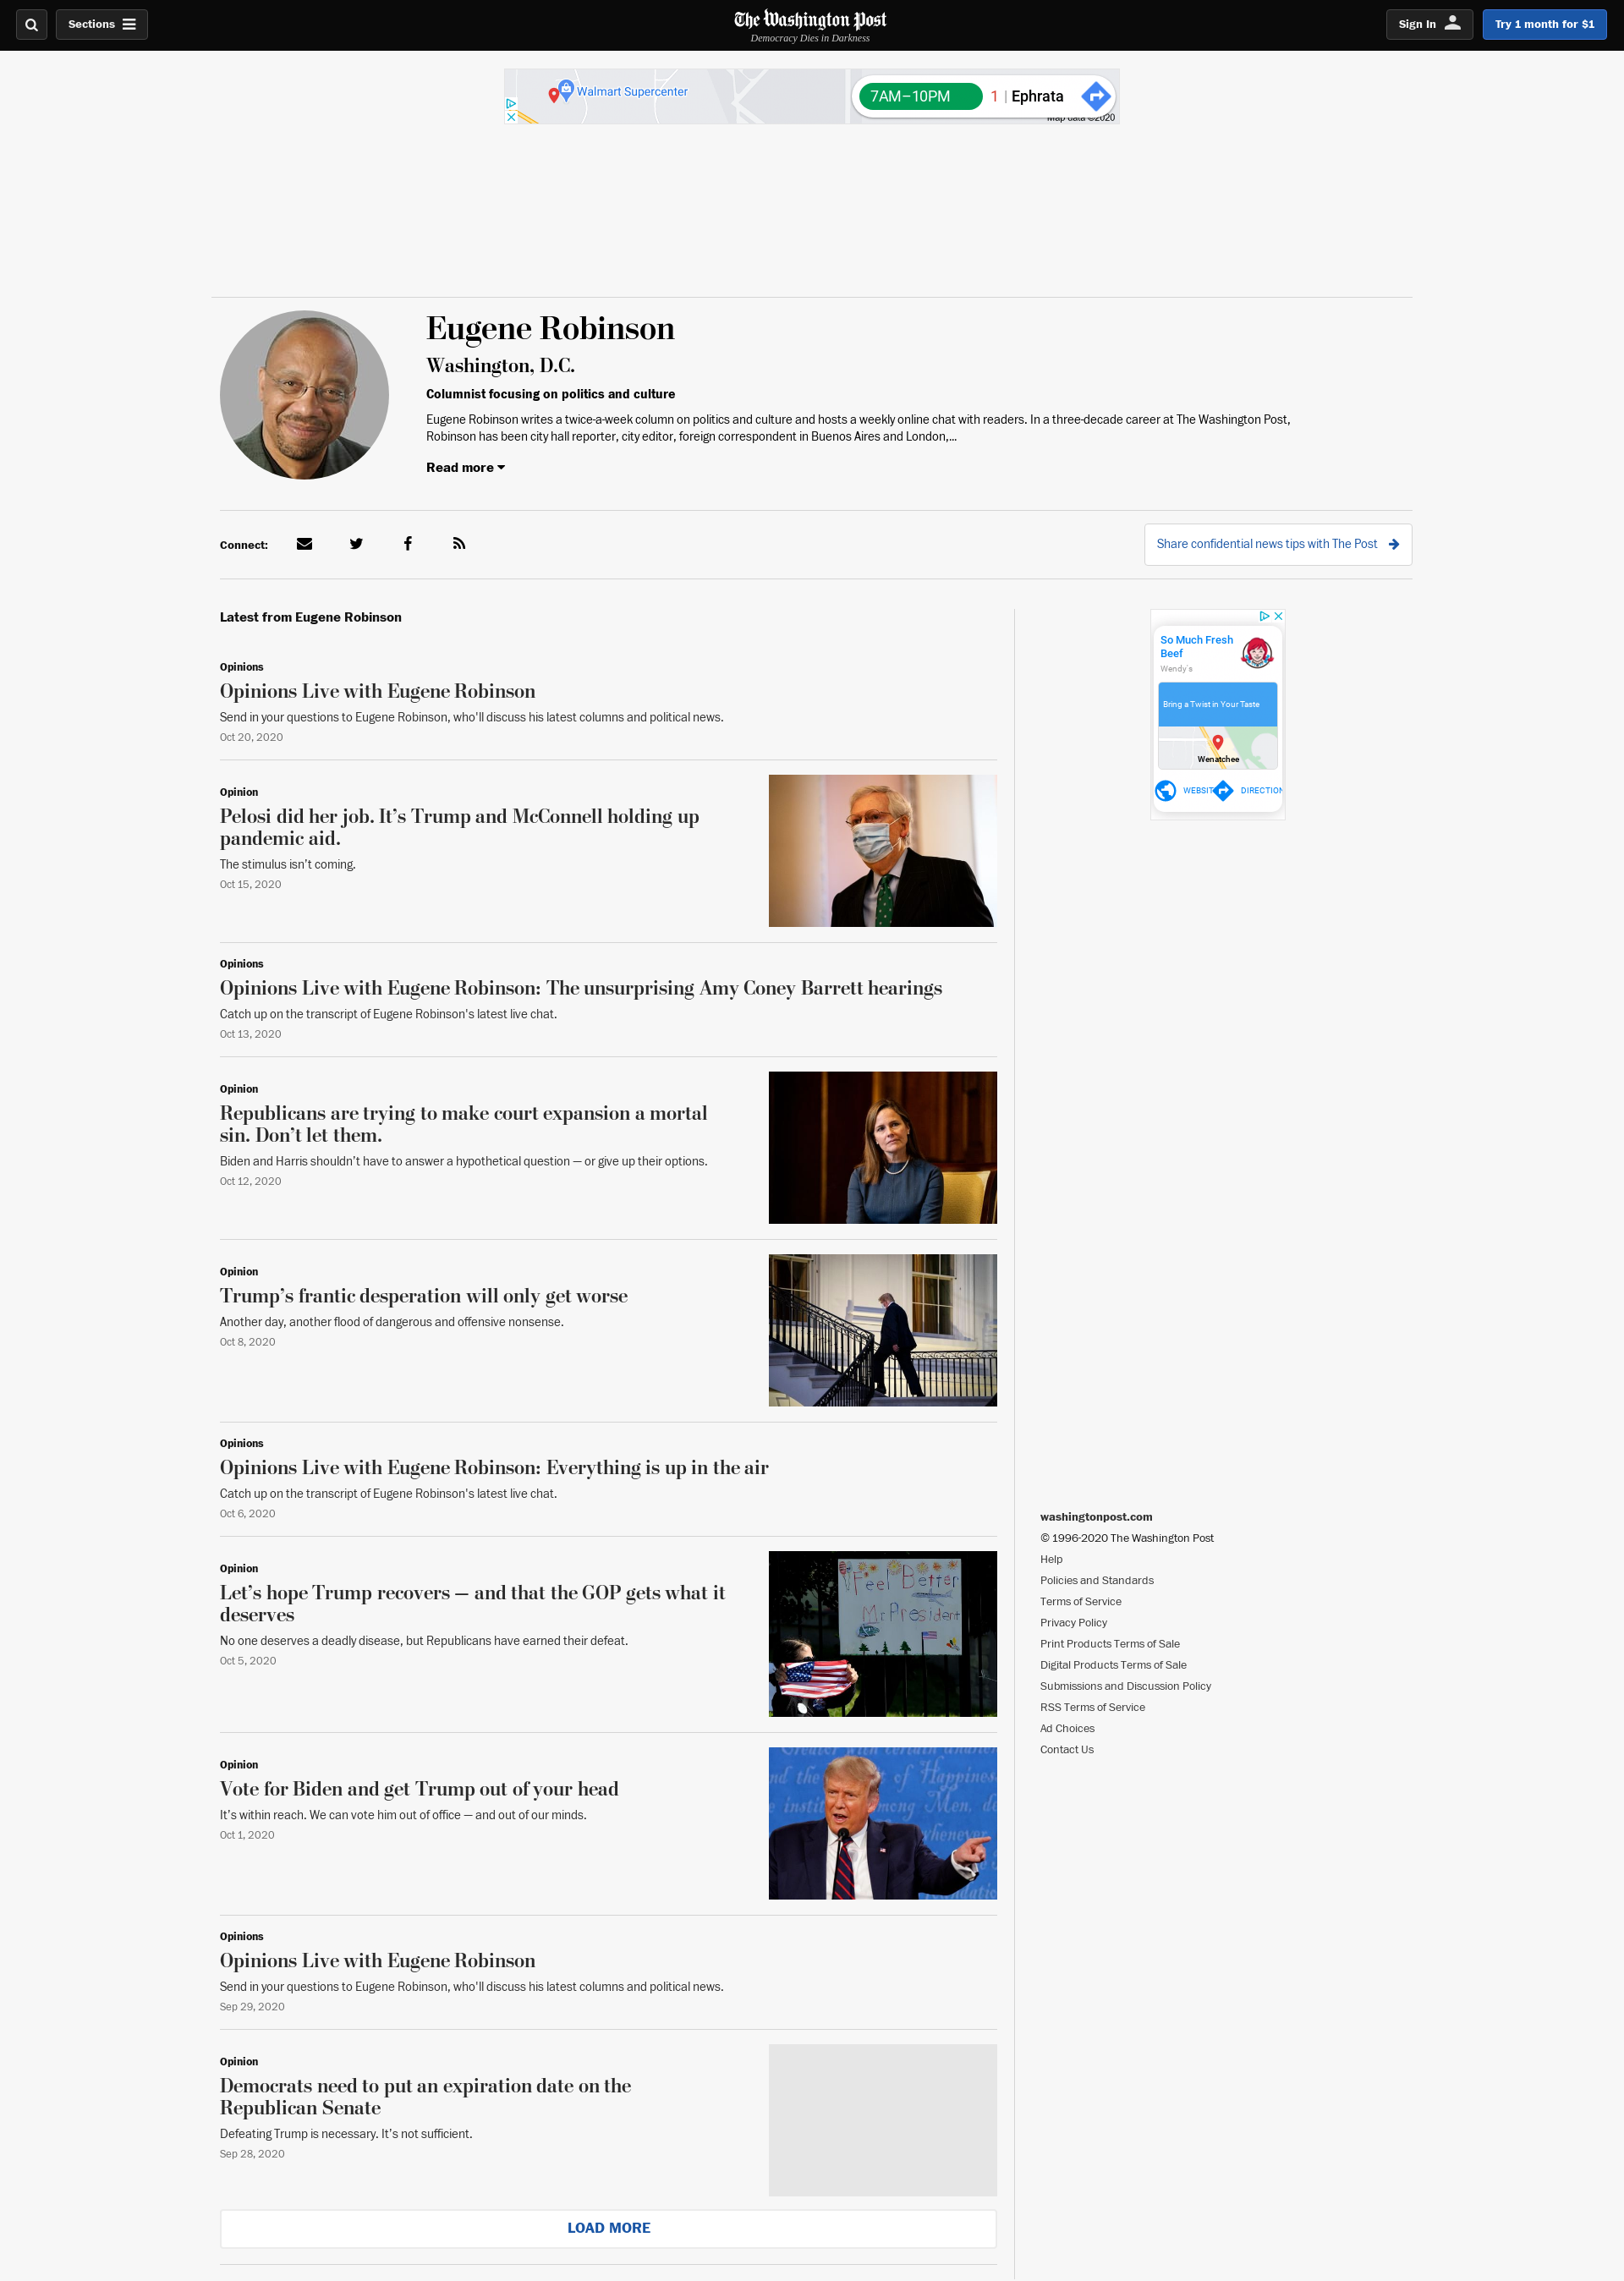 Sections
The Washington Post
Democracy Dies in Darkness
Sign In
Try 1 month for $1
Walmart Supercenter
7AM–10PM
1 | Ephrata
Map data ©2020
Eugene Robinson
Washington, D.C.
Columnist focusing on politics and culture
Eugene Robinson writes a twice-a-week column on politics and culture and hosts a weekly online chat with readers. In a three-decade career at The Washington Post,
Robinson has been city hall reporter, city editor, foreign correspondent in Buenos Aires and London,...
Read more
Connect:
Share confidential news tips with The Post
Latest from Eugene Robinson
Opinions
Opinions Live with Eugene Robinson
Send in your questions to Eugene Robinson, who'll discuss his latest columns and political news.
Oct 20, 2020
Opinion
Pelosi did her job. It’s Trump and McConnell holding up
pandemic aid.
The stimulus isn’t coming.
Oct 15, 2020
Opinions
Opinions Live with Eugene Robinson: The unsurprising Amy Coney Barrett hearings
Catch up on the transcript of Eugene Robinson's latest live chat.
Oct 13, 2020
Opinion
Republicans are trying to make court expansion a mortal
sin. Don’t let them.
Biden and Harris shouldn’t have to answer a hypothetical question — or give up their options.
Oct 12, 2020
Opinion
Trump’s frantic desperation will only get worse
Another day, another flood of dangerous and offensive nonsense.
Oct 8, 2020
Opinions
Opinions Live with Eugene Robinson: Everything is up in the air
Catch up on the transcript of Eugene Robinson's latest live chat.
Oct 6, 2020
Opinion
Let’s hope Trump recovers — and that the GOP gets what it
deserves
No one deserves a deadly disease, but Republicans have earned their defeat.
Oct 5, 2020
Feel Better
Mr President
Opinion
Vote for Biden and get Trump out of your head
It’s within reach. We can vote him out of office — and out of our minds.
Oct 1, 2020
Opinions
Opinions Live with Eugene Robinson
Send in your questions to Eugene Robinson, who'll discuss his latest columns and political news.
Sep 29, 2020
Opinion
Democrats need to put an expiration date on the
Republican Senate
Defeating Trump is necessary. It’s not sufficient.
Sep 28, 2020
LOAD MORE
So Much Fresh
Beef
Wendy's
Bring a Twist in Your Taste
Wenatchee
WEBSIT
DIRECTION
washingtonpost.com
© 1996-2020 The Washington Post
Help
Policies and Standards
Terms of Service
Privacy Policy
Print Products Terms of Sale
Digital Products Terms of Sale
Submissions and Discussion Policy
RSS Terms of Service
Ad Choices
Contact Us